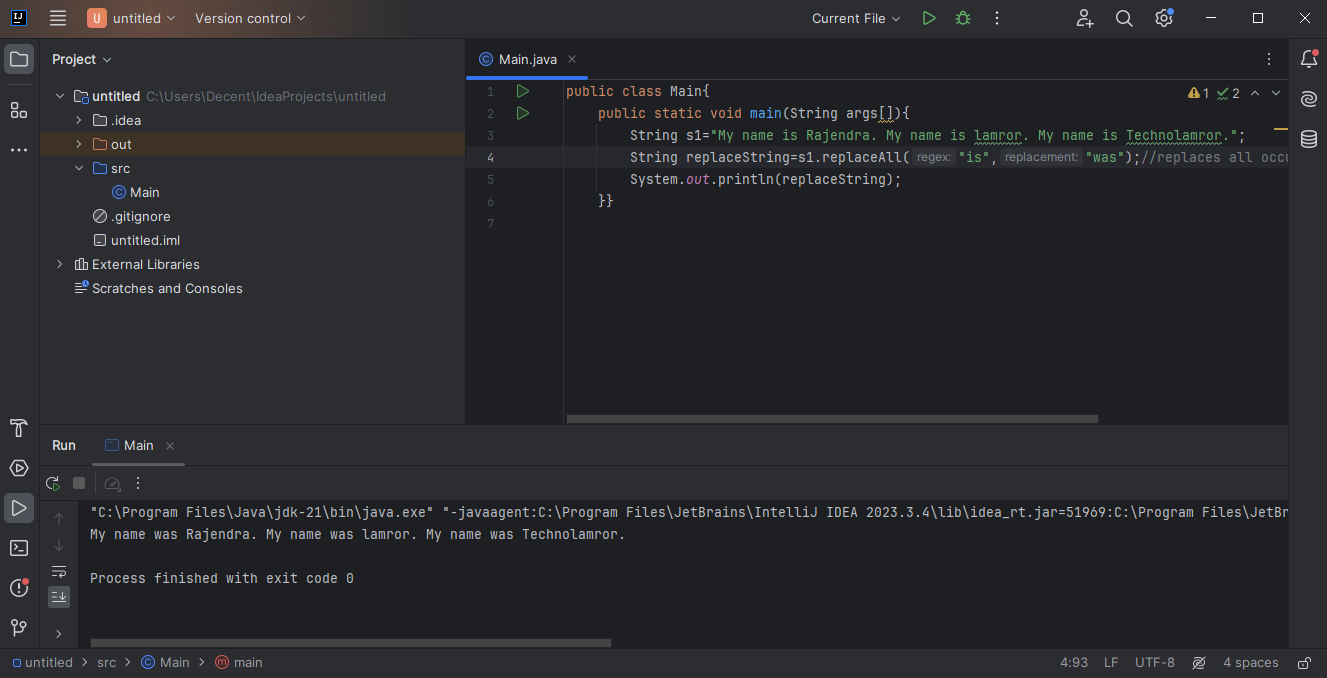 IJ
U untitled Version control Current File
Project
untitled C:\Users\Decent\IdeaProjects\untitled
.idea
out
src
C Main
.gitignore
untitled.iml
External Libraries
Scratches and Consoles
C Main.java
1 public class Main{
2 public static void main(String args[]){
3 String s1="My name is Rajendra. My name is lamror. My name is Technolamror.";
4 String replaceString=s1.replaceAll( regex: "is", replacement: "was");//replaces all occu
5 System.out.println(replaceString);
6 }}
7
1 2
Run Main
"C:\Program Files\Java\jdk-21\bin\java.exe" "-javaagent:C:\Program Files\JetBrains\IntelliJ IDEA 2023.3.4\lib\idea_rt.jar=51969:C:\Program Files\JetBr
My name was Rajendra. My name was lamror. My name was Technolamror.
Process finished with exit code 0
untitled > src > C Main > m main 4:93 LF UTF-8 4 spaces